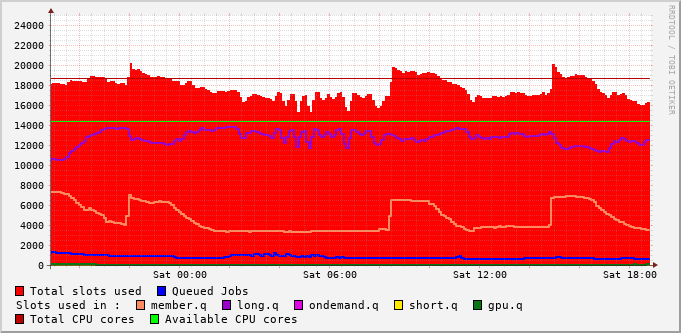 24000
22000
20000
18000
16000
14000
12000
10000
8000
6000
4000
2000
0
Sat 00:00 Sat 06:00 Sat 12:00 Sat 18:00
RRDTOOL / TOBI OETIKER
Total slots used Queued Jobs
Slots used in : member.q long.q ondemand.q short.q gpu.q
Total CPU cores Available CPU cores